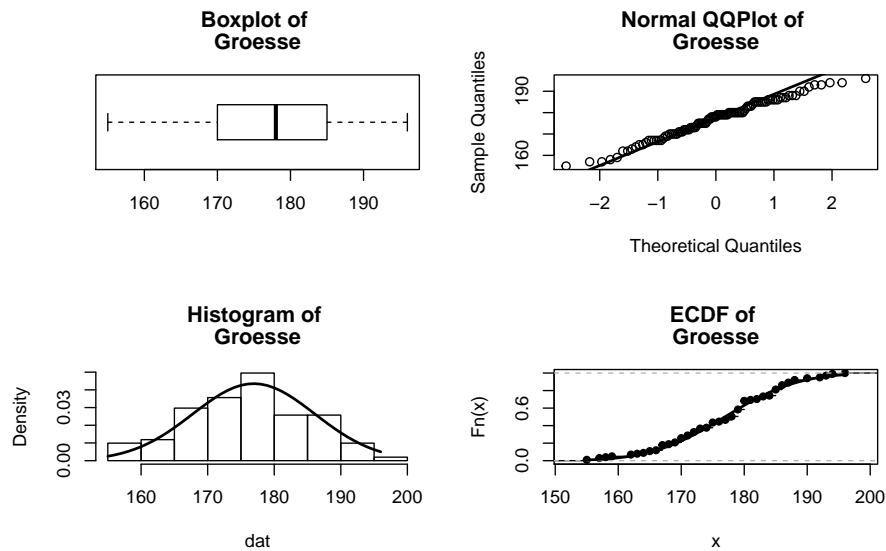 Boxplot of
Groesse
160 170 180 190
Normal QQPlot of
Groesse
Sample Quantiles
160 190
−2 −1 0 1 2
Theoretical Quantiles
Histogram of
Groesse
Density
0.00 0.03
160 170 180 190 200
dat
ECDF of
Groesse
Fn(x)
0.0 0.6
150 160 170 180 190 200
x